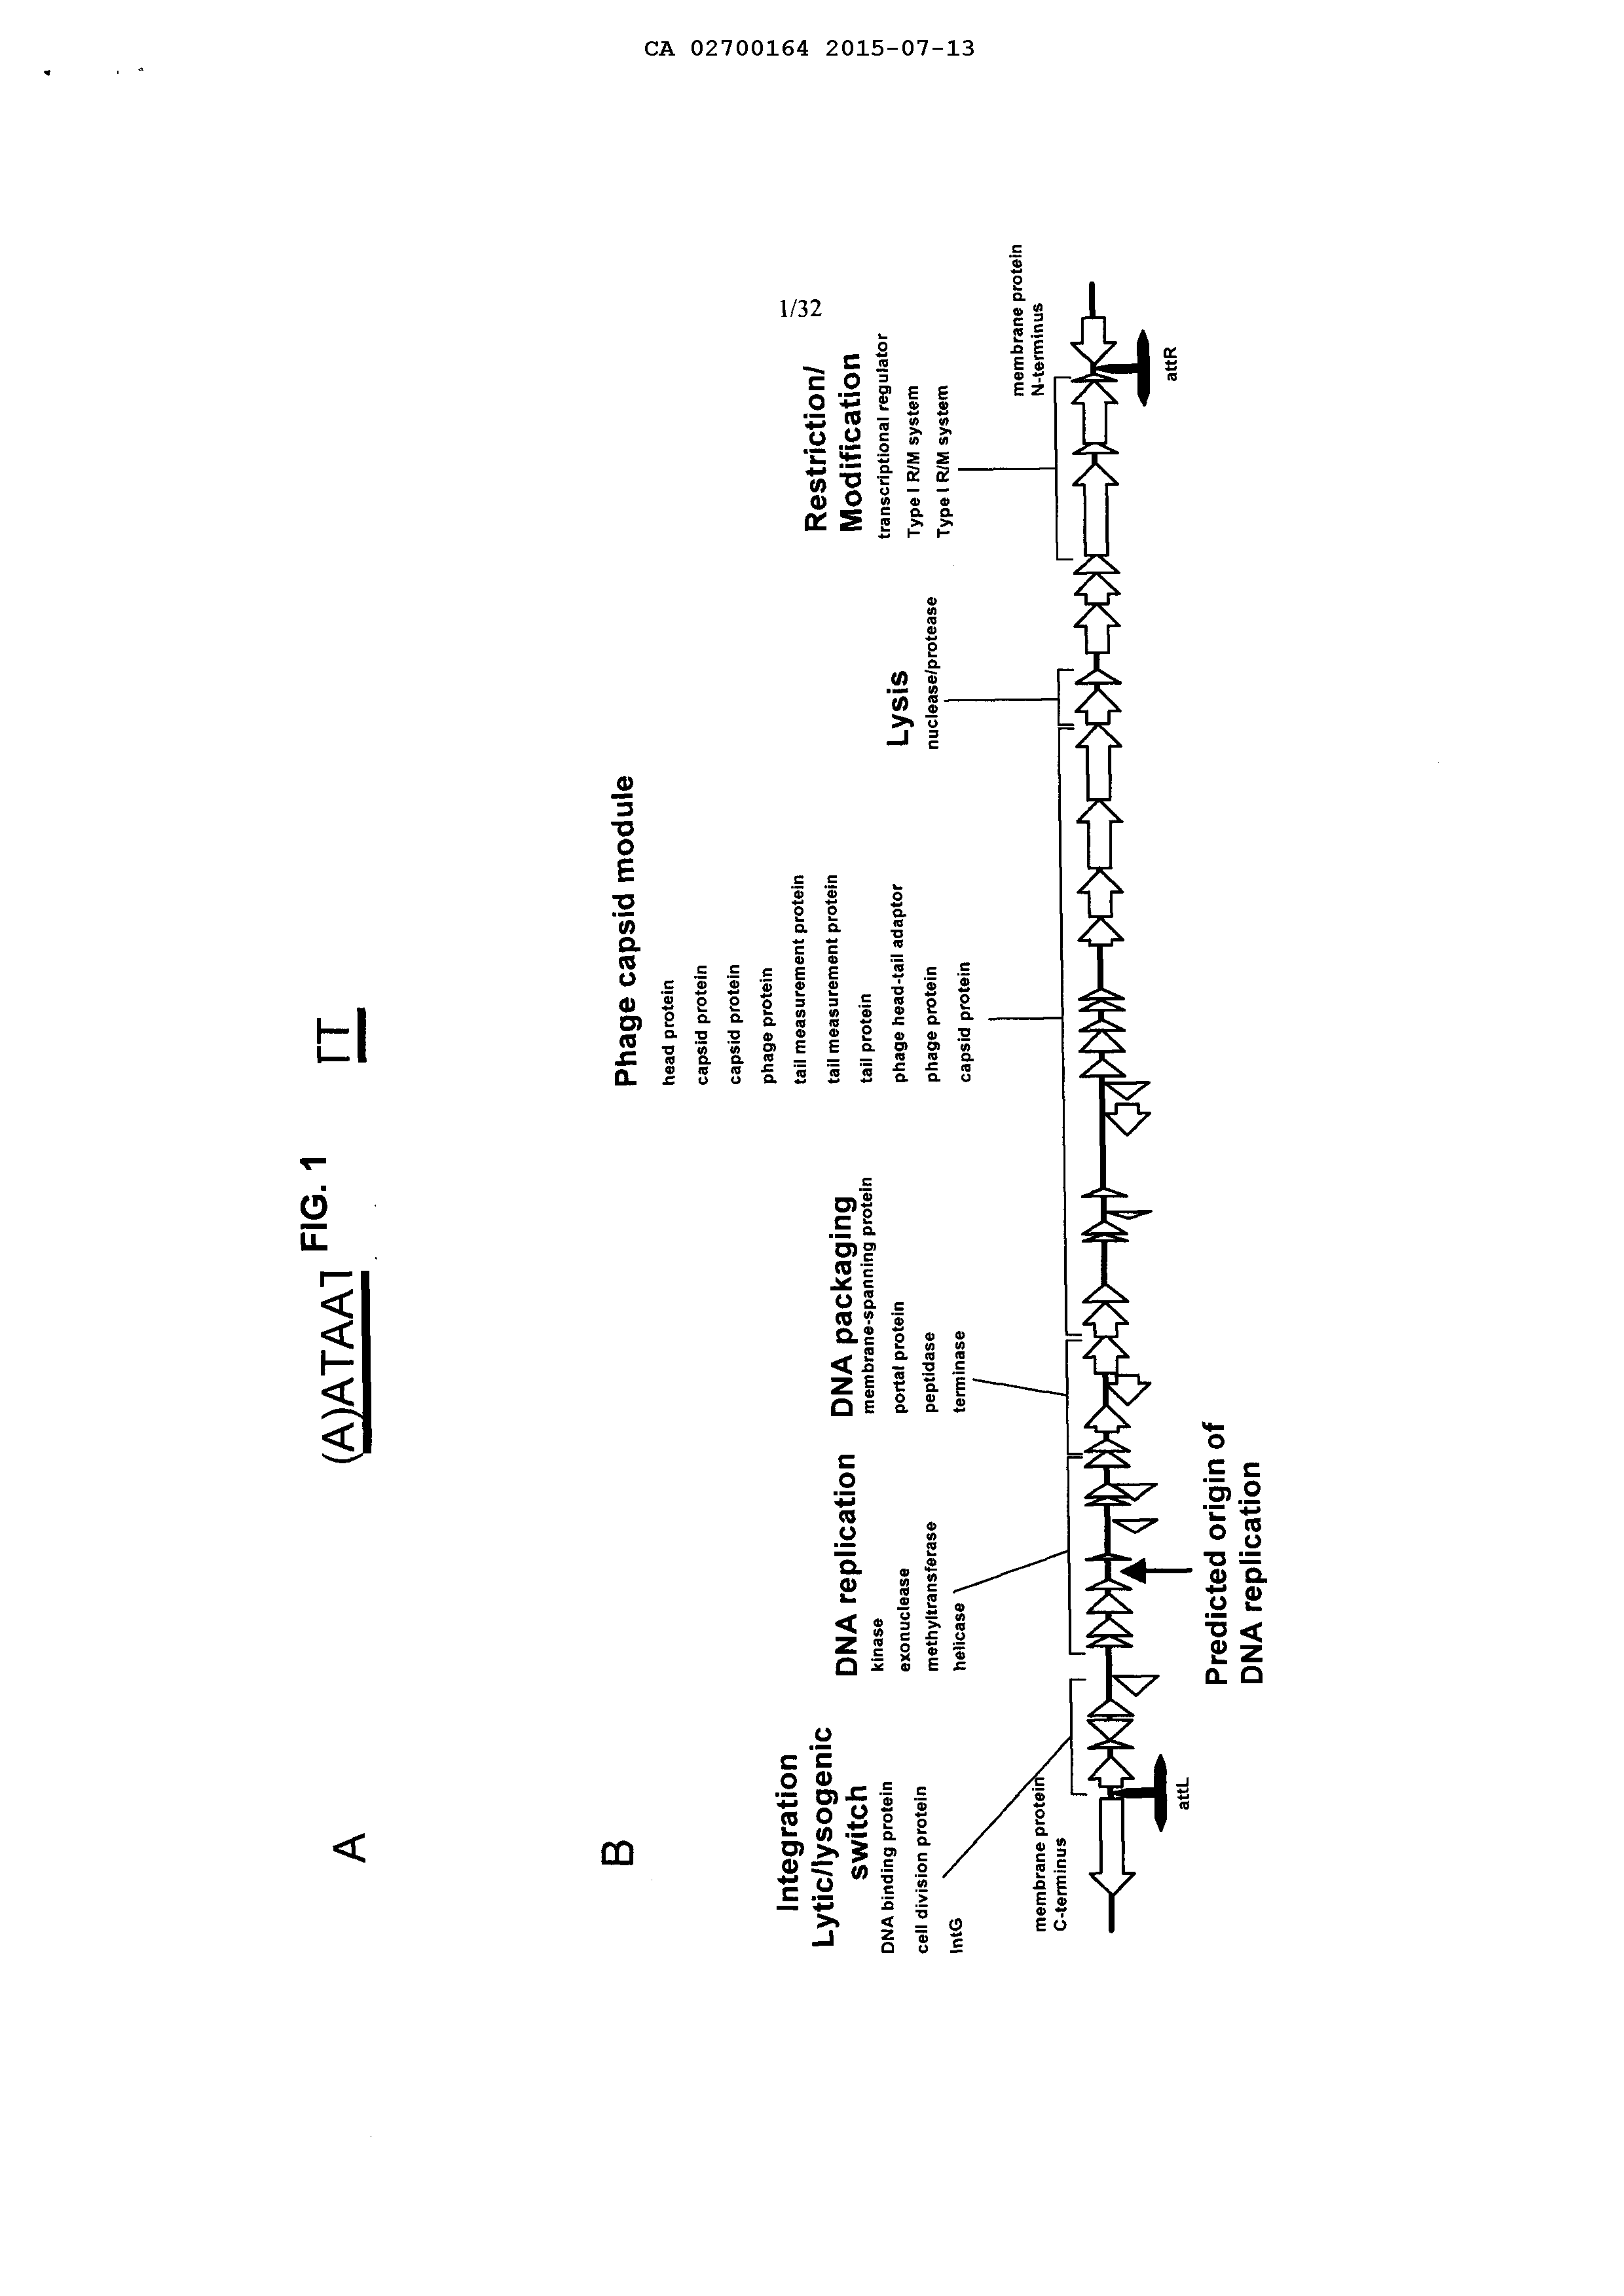 CA 02700164 2015-07-13
1/32
FIG. 1
A
(A)ATAAT TT
B
Integration
Lytic/lysogenic
switch
DNA binding protein
cell division protein
IntG
membrane protein
C-terminus
attL
DNA replication
kinase
exonuclease
methyltransferase
helicase
Predicted origin of
DNA replication
DNA packaging
membrane-spanning protein
portal protein
peptidase
terminase
Phage capsid module
head protein
capsid protein
capsid protein
phage protein
tail measurement protein
tail measurement protein
tail protein
phage head-tail adaptor
phage protein
capsid protein
Lysis
nuclease/protease
Restriction/
Modification
transcriptional regulator
Type I R/M system
Type I R/M system
membrane protein
N-terminus
attR